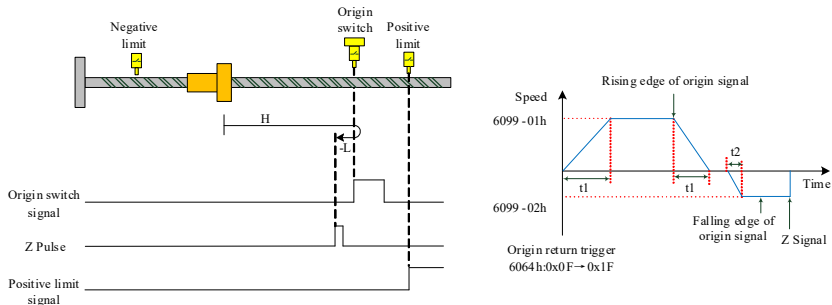 Origin
switch
Negative
limit
Positive
limit
H
-L
Origin switch
signal
Z Pulse
Positive limit
signal
Rising edge of origin signal
Speed
6099-01h
t2
t1
t1
Time
6099-02h
Falling edge of
origin signal
Z Signal
Origin return trigger
6064h:0x0F→0x1F